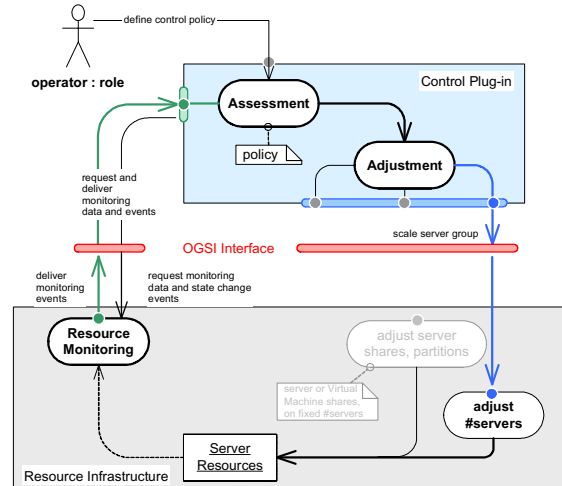 define control policy
operator : role
Control Plug-in
Assessment
policy
Adjustment
request and
deliver
monitoring
data and events
scale server group
OGSI Interface
deliver
monitoring
events
request monitoring
data and state change
events
Resource
Monitoring
adjust server
shares, partitions
server or Virtual
Machine shares,
on fixed #servers
adjust
#servers
Server
Resources
Resource Infrastructure